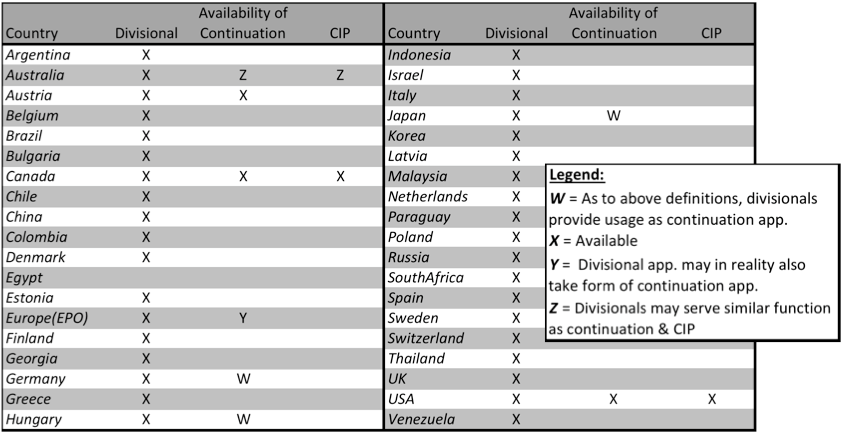 Availability of
Country Divisional Continuation CIP
Argentina X
Australia X Z Z
Austria X X
Belgium X
Brazil X
Bulgaria X
Canada X X X
Chile X
China X
Colombia X
Denmark X
Egypt
Estonia X
Europe(EPO) X Y
Finland X
Georgia X
Germany X W
Greece X
Hungary X W
Availability of
Country Divisional Continuation CIP
Indonesia X
Israel X
Italy X
Japan X W
Korea X
Latvia X
Malaysia X
Netherlands X
Paraguay X
Poland X
Russia X
SouthAfrica X
Spain X
Sweden X
Switzerland X
Thailand X
UK X
USA X X X
Venezuela X
Legend:
W = As to above definitions, divisionals
provide usage as continuation app.
X = Available
Y = Divisional app. may in reality also
take form of continuation app.
Z = Divisionals may serve similar function
as continuation & CIP